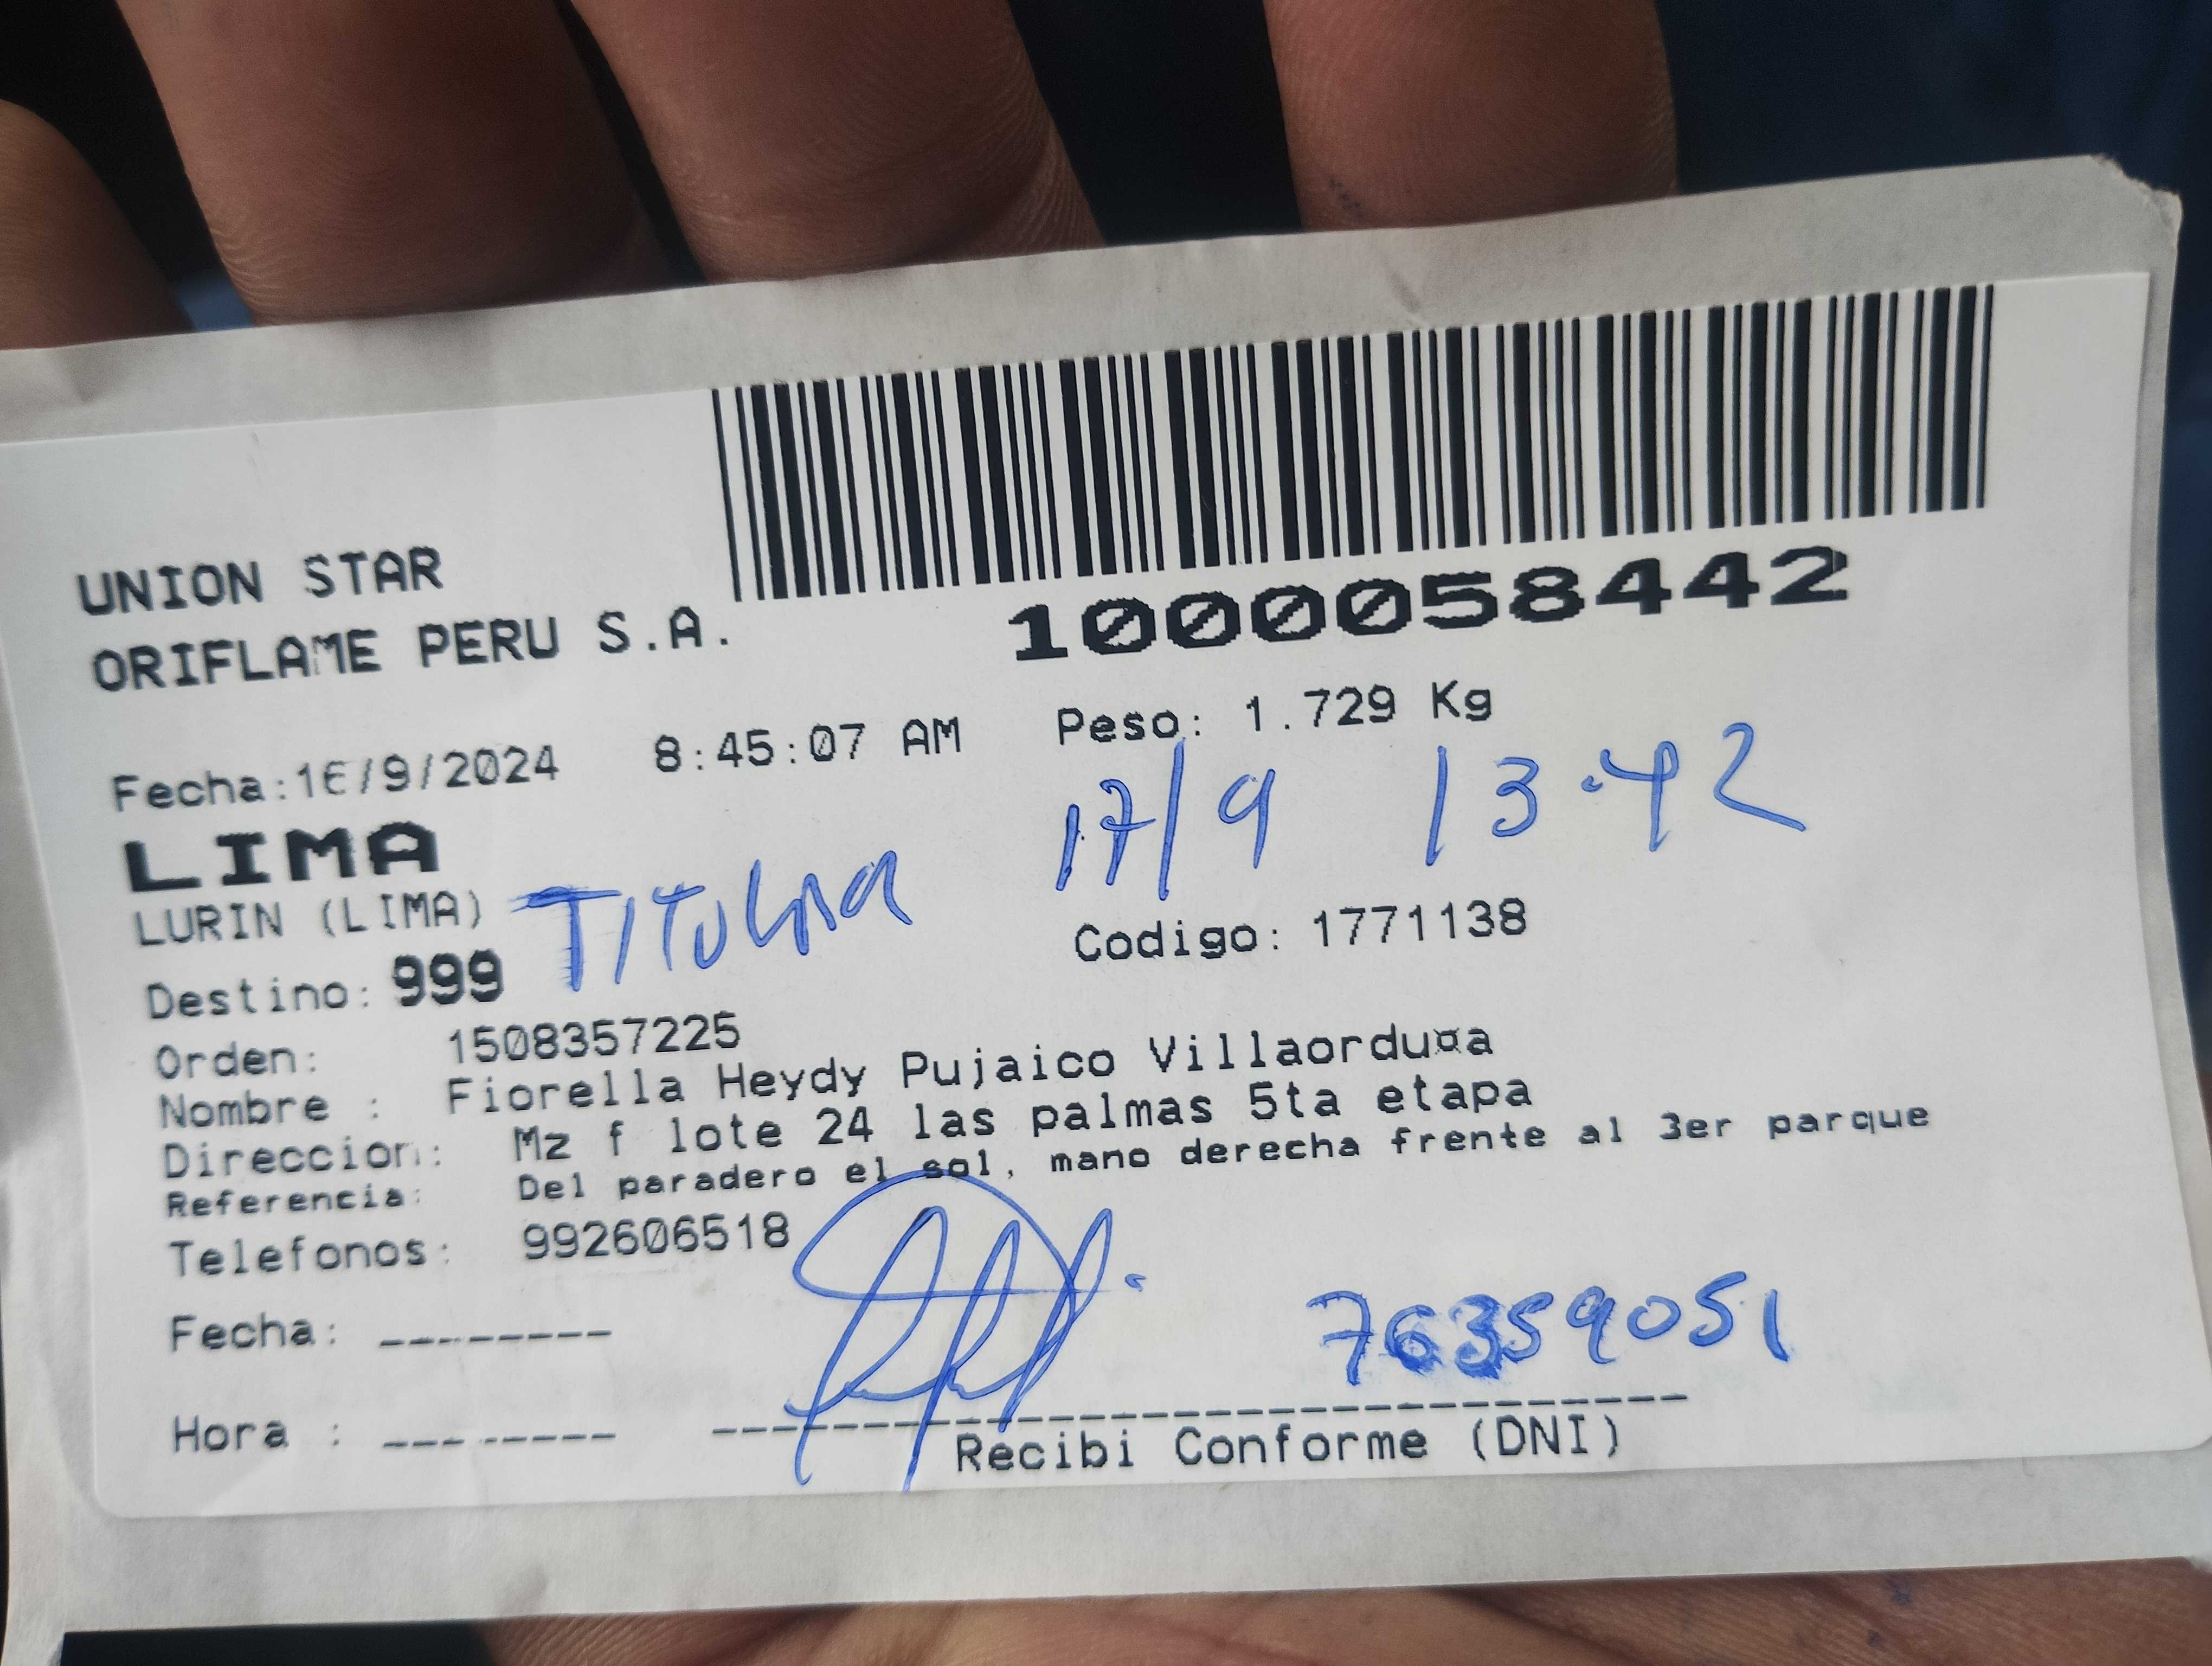 1000058442
UNION STAR
ORIFLAME PERU S.A.
Fecha:16/9/2024 8:45:07 AM Peso: 1.729 Kg
LIMA 17/9 13:42
LURIN (LIMA) TITULAR
Destino: 999 Codigo: 1771138
Orden: 1508357225
Nombre : Fiorella Heydy Pujaico Villaordu¤a
Direccion: Mz f lote 24 las palmas 5ta etapa
Referencia: Del paradero el sol, mano derecha frente al 3er parque
Telefonos: 992606518
Fecha: -------- 76359051
Hora : --------
Recibi Conforme (DNI)